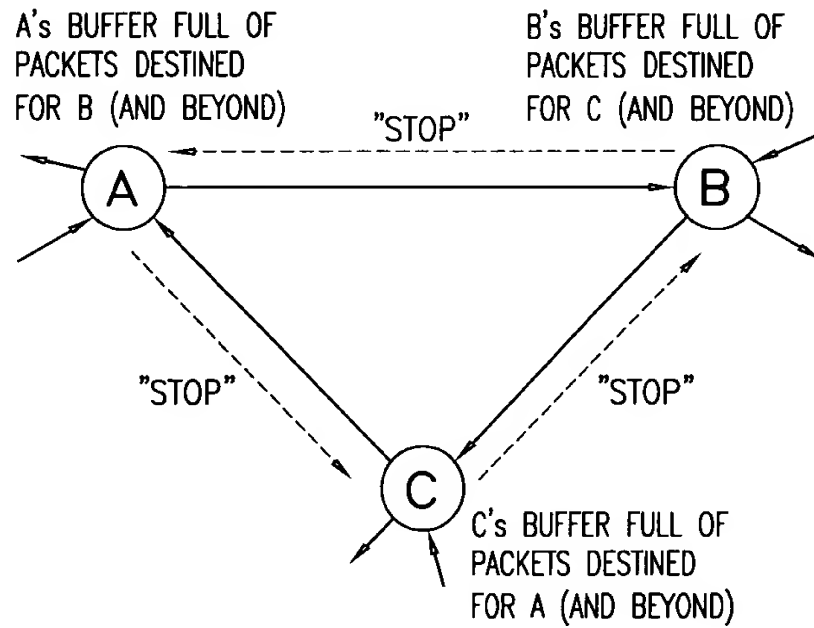 A's BUFFER FULL OF
PACKETS DESTINED
FOR B (AND BEYOND)
B's BUFFER FULL OF
PACKETS DESTINED
FOR C (AND BEYOND)
"STOP"
A
B
"STOP"
"STOP"
C
C's BUFFER FULL OF
PACKETS DESTINED
FOR A (AND BEYOND)